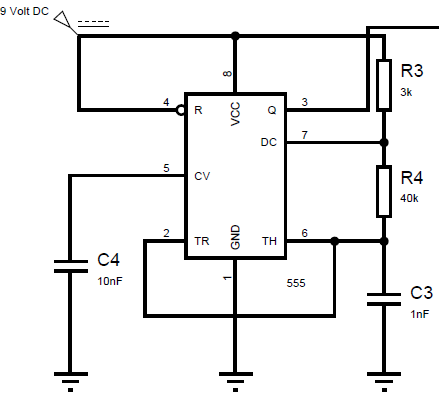 9 Volt DC
8
4
R
VCC
Q
3
R3
3k
DC
7
5
CV
R4
40k
2
TR
GND
TH
6
C4
10nF
1
555
C3
1nF